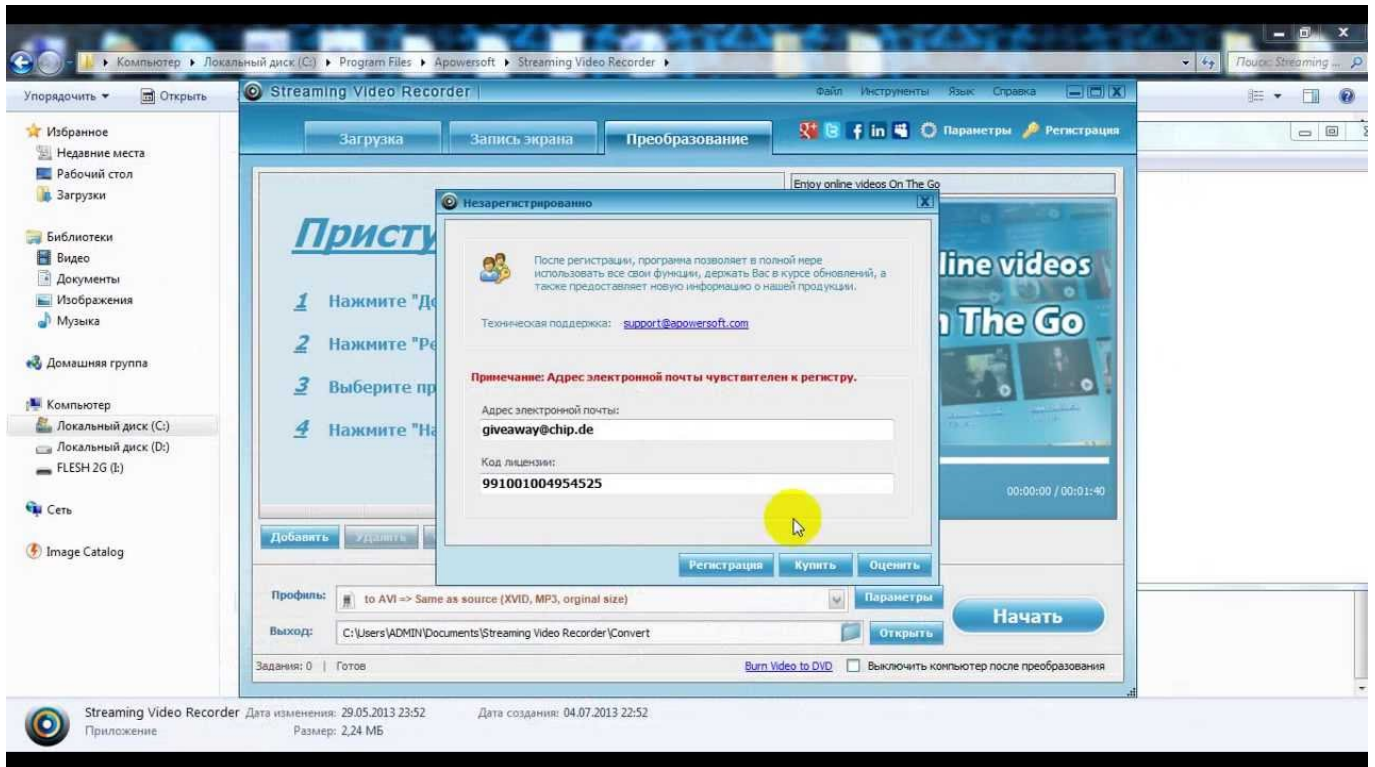 Компьютер ▸ Локальный диск (C:) ▸ Program Files ▸ Apowersoft ▸ Streaming Video Recorder ▸
Поиск: Streaming ...
Упорядочить
Открыть
Избранное
Недавние места
Рабочий стол
Загрузки
Библиотеки
Видео
Документы
Изображения
Музыка
Домашняя группа
Компьютер
Локальный диск (C:)
Локальный диск (D:)
FLESH 2G (I:)
Сеть
Image Catalog
Streaming Video Recorder
Файл Инструменты Язык Справка
Загрузка
Запись экрана
Преобразование
Параметры
Регистрация
Enjoy online videos On The Go
Присту
1 Нажмите "До
2 Нажмите "Ре
3 Выберите пр
4 Нажмите "На
line videos
The Go
00:00:00 / 00:01:40
Незарегистрированно
После регистрации, программа позволяет в полной мере
использовать все свои функции, держать Вас в курсе обновлений, а
также предоставляет новую информацию о нашей продукции.
Техническая поддержка: support@apowersoft.com
Примечание: Адрес электронной почты чувствителен к регистру.
Адрес электронной почты:
giveaway@chip.de
Код лицензии:
991001004954525
Регистрация
Купить
Оценить
Добавить
Удалить
Профиль:
to AVI => Same as source (XVID, MP3, orginal size)
Параметры
Выход:
C:\Users\ADMIN\Documents\Streaming Video Recorder\Convert
Открыть
Начать
Задания: 0 | Готов
Burn Video to DVD
Выключить компьютер после преобразования
Streaming Video Recorder Дата изменения: 29.05.2013 23:52 Дата создания: 04.07.2013 22:52
Приложение Размер: 2,24 МБ